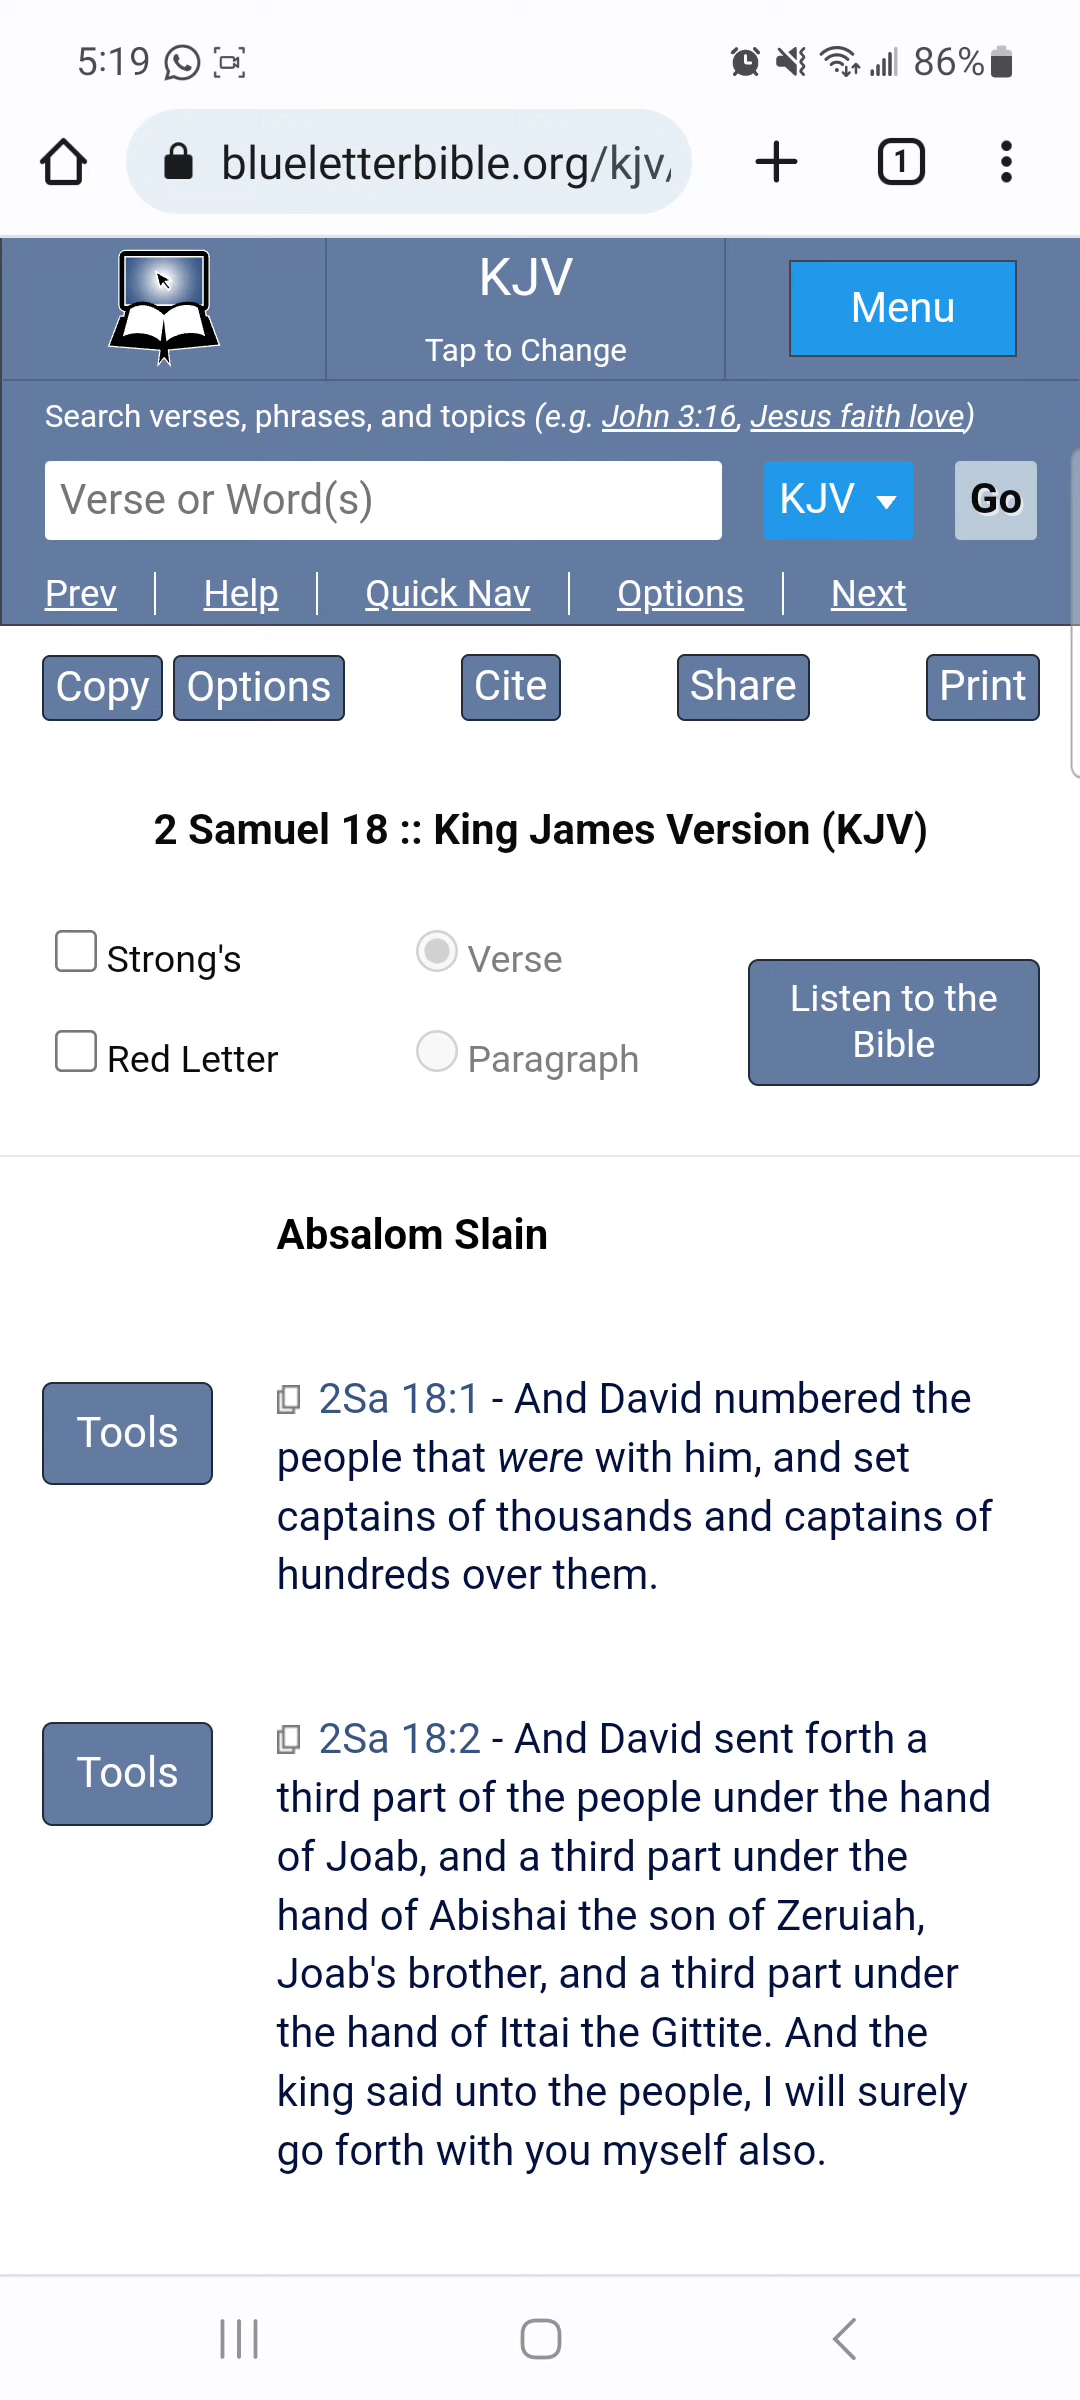 5:19 86%
blueletterbible.org/kjv/
1
KJV
Tap to Change
Menu
Search verses, phrases, and topics (e.g. John 3:16, Jesus faith love)
Verse or Word(s) KJV Go
Prev Help Quick Nav Options Next
Copy Options Cite Share Print
2 Samuel 18 :: King James Version (KJV)
Strong's Verse
Red Letter Paragraph
Listen to the
Bible
Absalom Slain
Tools
2Sa 18:1 - And David numbered the
people that were with him, and set
captains of thousands and captains of
hundreds over them.
Tools
2Sa 18:2 - And David sent forth a
third part of the people under the hand
of Joab, and a third part under the
hand of Abishai the son of Zeruiah,
Joab's brother, and a third part under
the hand of Ittai the Gittite. And the
king said unto the people, I will surely
go forth with you myself also.